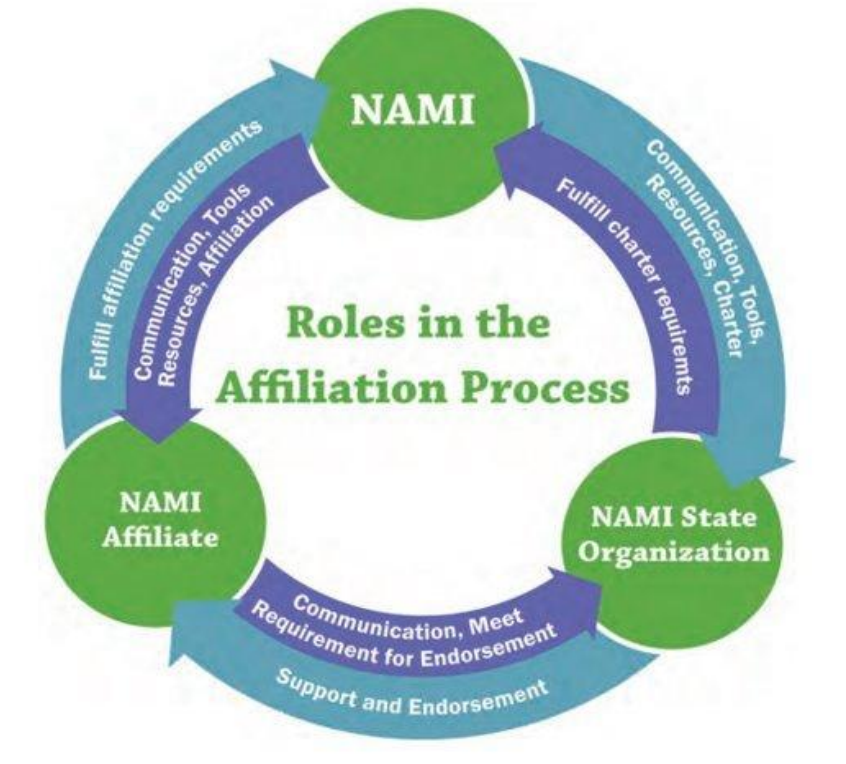 NAMI
Fulfill affiliation requirements
Communication, Tools
Resources, Affiliation
Communication, Tools,
Resources, Charter
Fulfill charter requiremts
Roles in the
Affiliation Process
NAMI
Affiliate
NAMI State
Organization
Communication, Meet
Requirement for Endorsement
Support and Endorsement